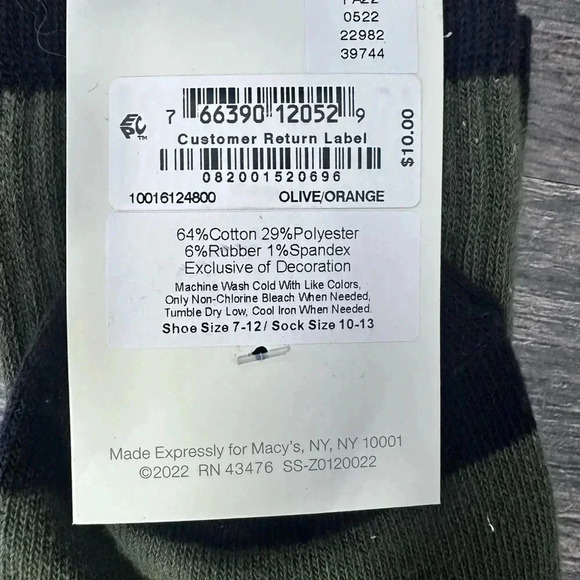 0522
22982
39744
EPC TM
7 66390 12052 9
Customer Return Label
082001520696
10016124800 OLIVE/ORANGE
$10.00
64%Cotton 29%Polyester
6%Rubber 1%Spandex
Exclusive of Decoration
Machine Wash Cold With Like Colors,
Only Non-Chlorine Bleach When Needed,
Tumble Dry Low, Cool Iron When Needed.
Shoe Size 7-12/ Sock Size 10-13
Made Expressly for Macy's, NY, NY 10001
©2022 RN 43476 SS-Z0120022